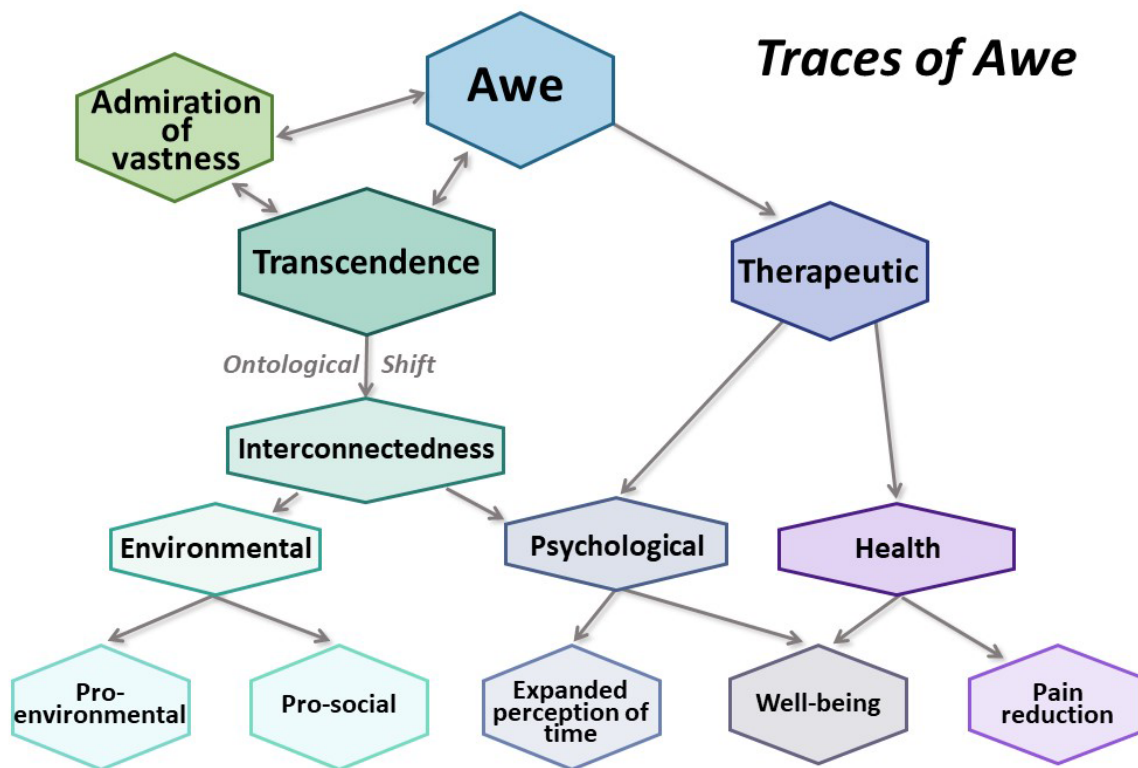 Traces of Awe
Awe
Admiration
of
vastness
Transcendence
Therapeutic
Ontological Shift
Interconnectedness
Environmental
Psychological
Health
Pro-
environmental
Pro-social
Expanded
perception of
time
Well-being
Pain
reduction